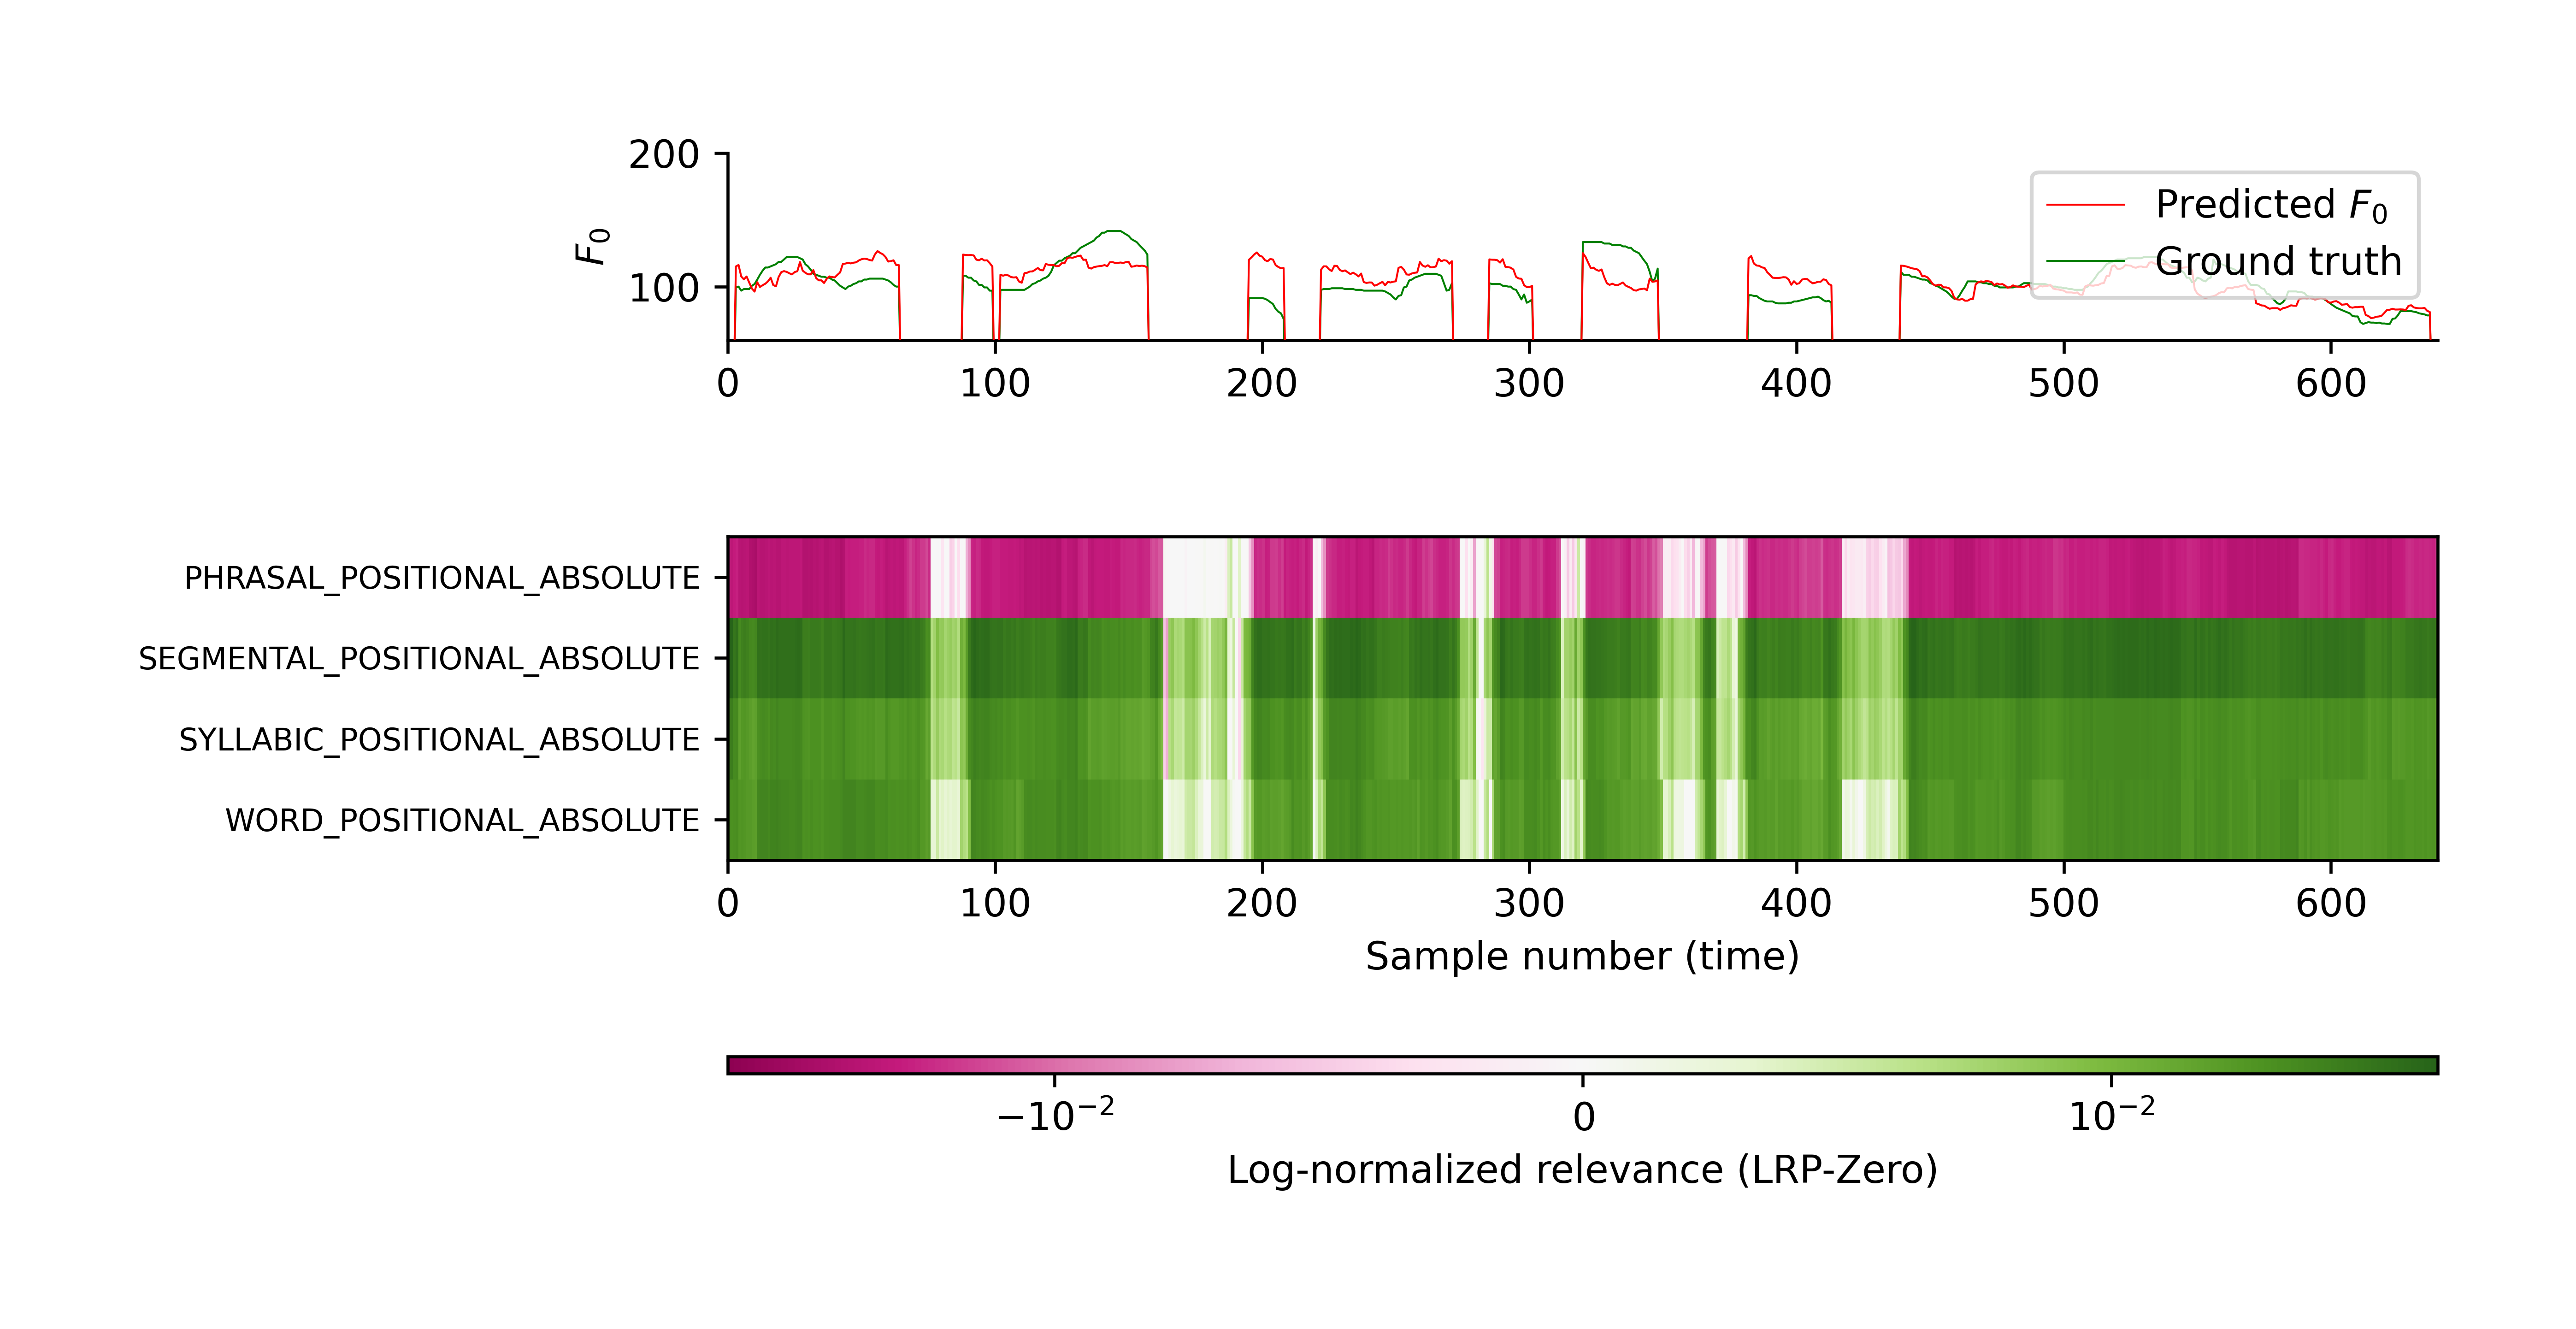 200
100
F0
Predicted F0
Ground truth
0 100 200 300 400 500 600
PHRASAL_POSITIONAL_ABSOLUTE
SEGMENTAL_POSITIONAL_ABSOLUTE
SYLLABIC_POSITIONAL_ABSOLUTE
WORD_POSITIONAL_ABSOLUTE
0 100 200 300 400 500 600
Sample number (time)
−10⁻² 0 10⁻²
Log-normalized relevance (LRP-Zero)